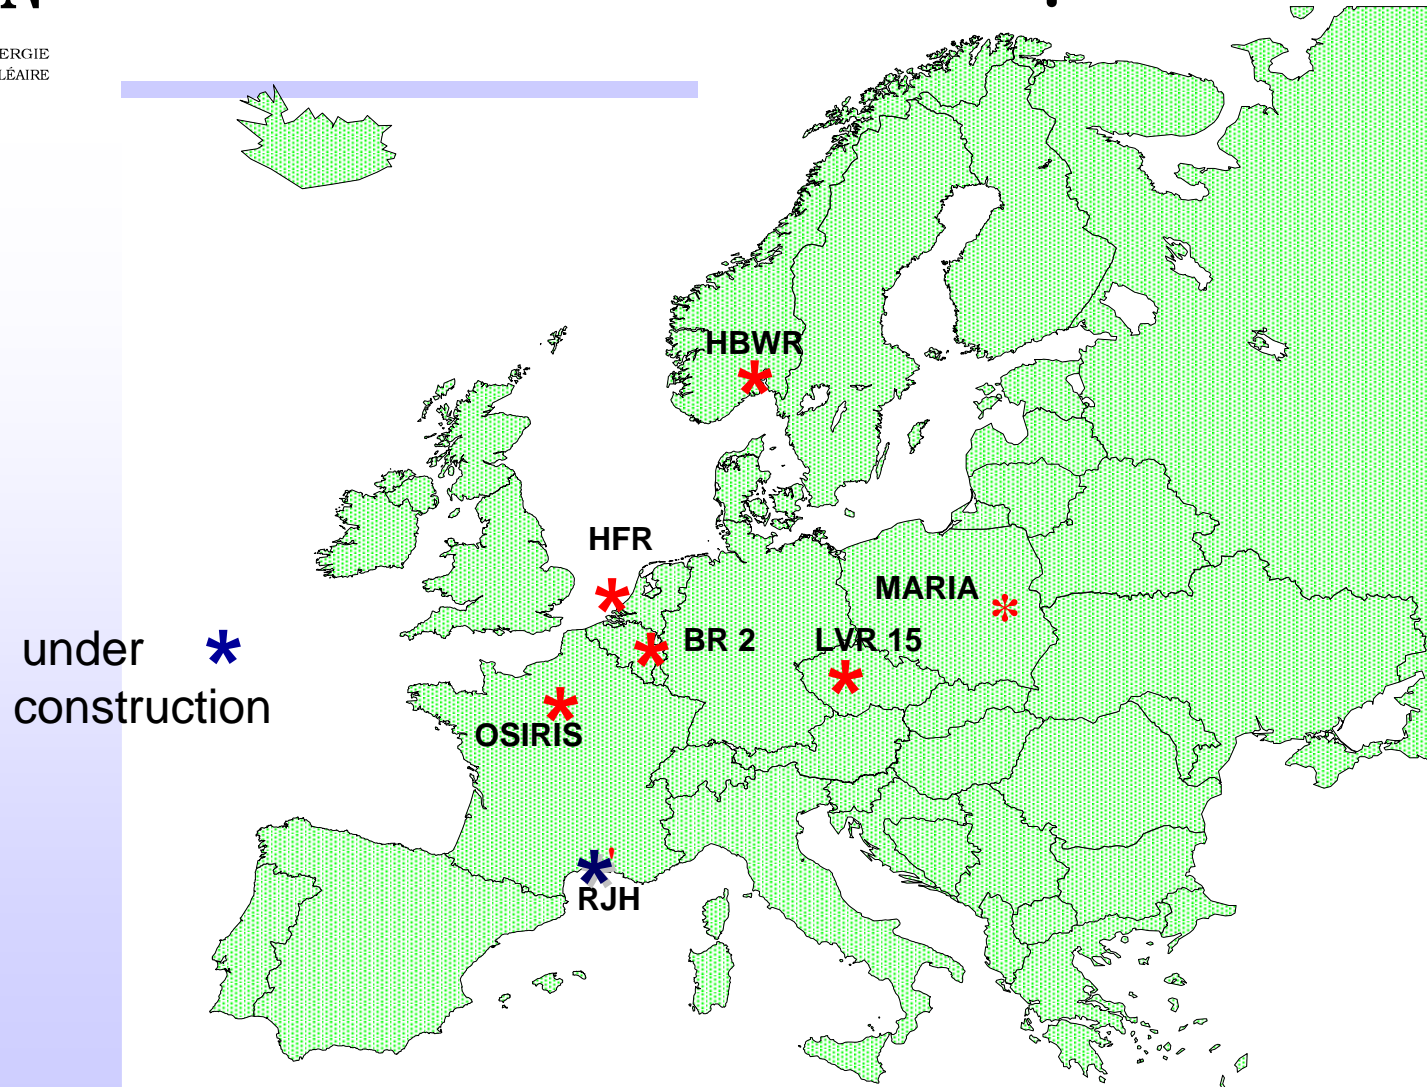 N
ERGIE
LÉAIRE
HBWR
HFR
MARIA
BR 2
LVR 15
under *
construction
OSIRIS
RJH